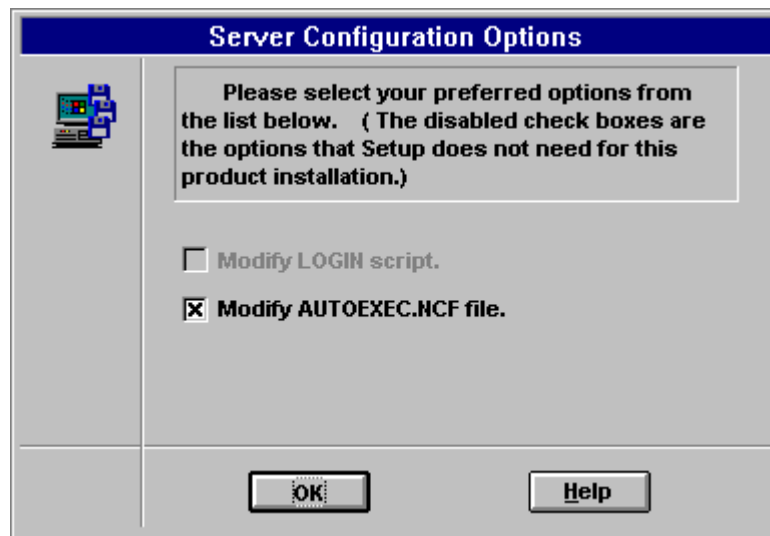 Server Configuration Options
Please select your preferred options from
the list below. ( The disabled check boxes are
the options that Setup does not need for this
product installation.)
Modify LOGIN script.
Modify AUTOEXEC.NCF file.
OK
Help